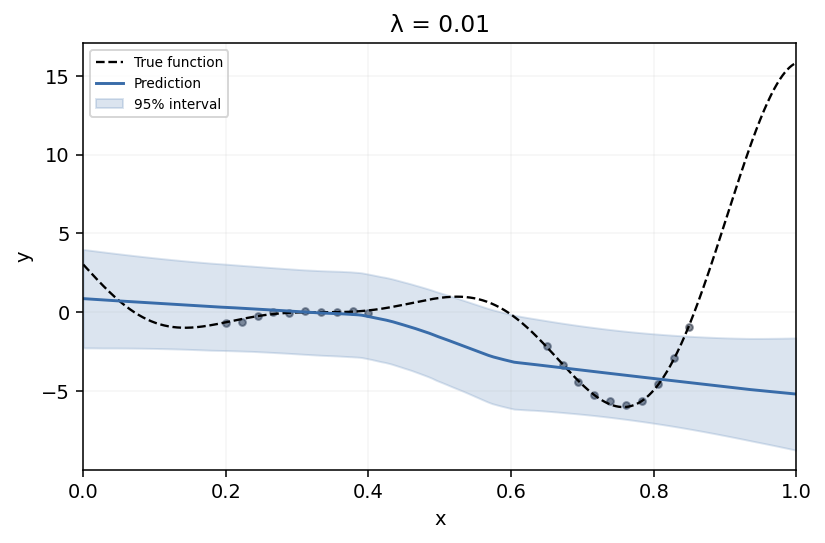 λ = 0.01
True function
Prediction
95% interval
15
10
5
0
−5
y
0.0 0.2 0.4 0.6 0.8 1.0
x